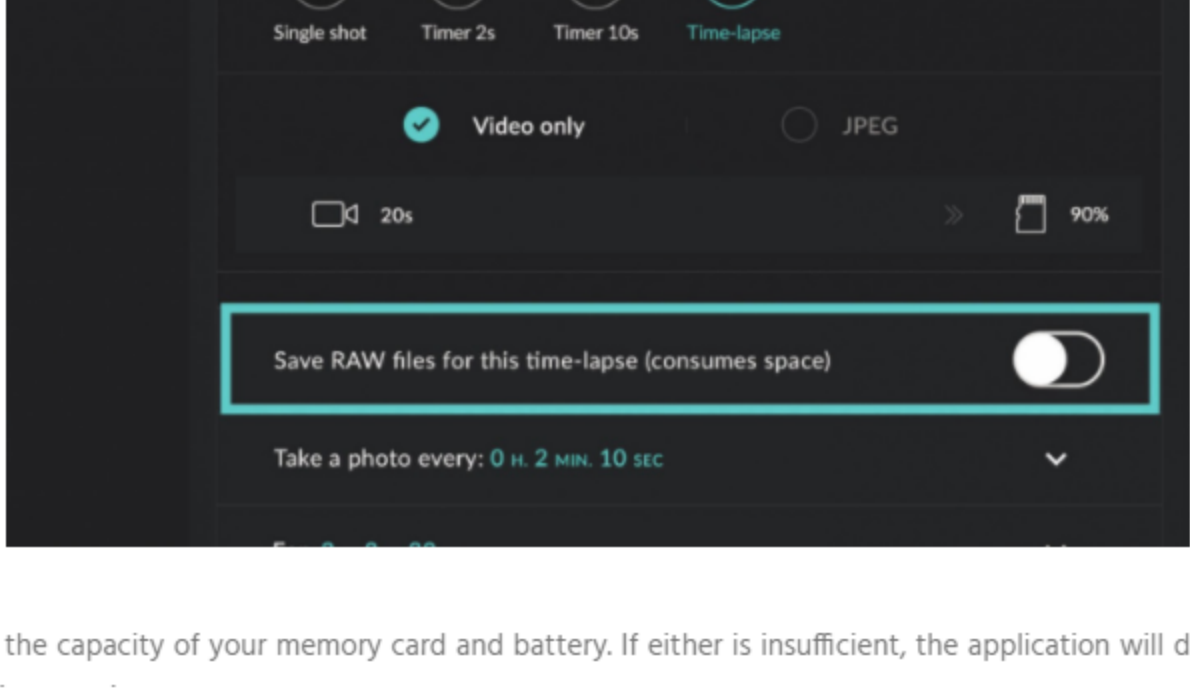 Single shot Timer 2s Timer 10s Time-lapse
Video only JPEG
20s 90%
Save RAW files for this time-lapse (consumes space)
Take a photo every: 0 H. 2 MIN. 10 SEC
the capacity of your memory card and battery. If either is insufficient, the application will d